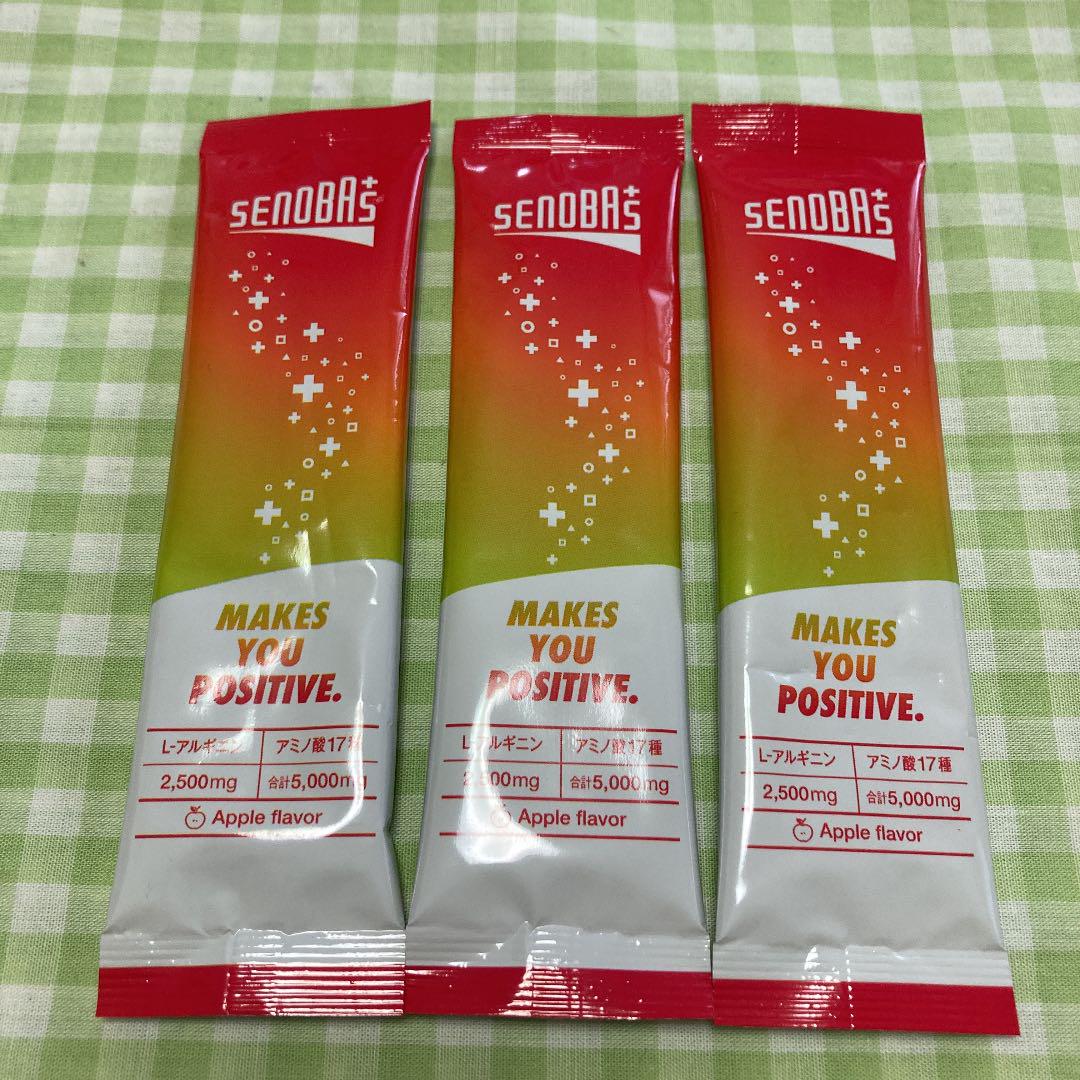 SENOBAS+
MAKES
YOU
POSITIVE.
L-アルギニン アミノ酸17種
2,500mg 合計5,000mg
Apple flavor
SENOBAS+
MAKES
YOU
POSITIVE.
L-アルギニン アミノ酸17種
2,500mg 合計5,000mg
Apple flavor
SENOBAS+
MAKES
YOU
POSITIVE.
L-アルギニン アミノ酸17種
2,500mg 合計5,000mg
Apple flavor